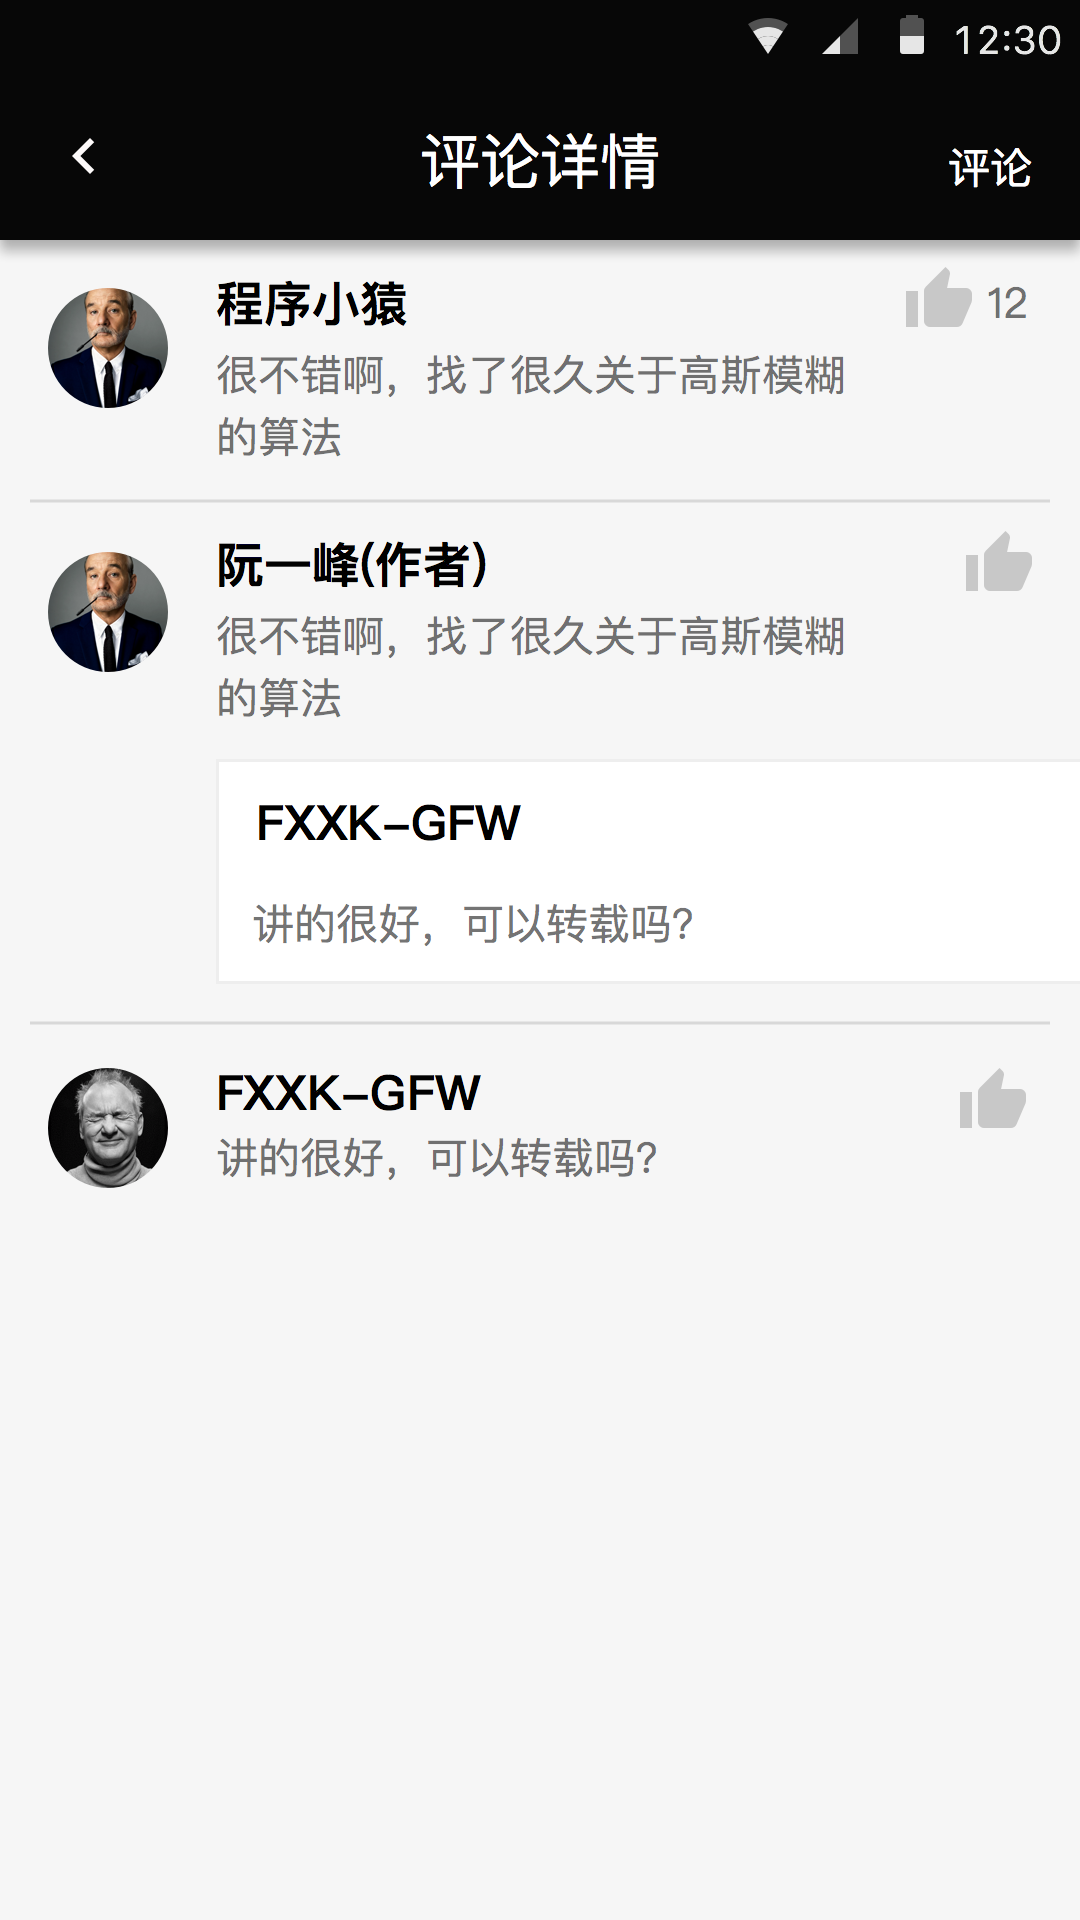 12:30
评论详情
评论
程序小猿
12
很不错啊，找了很久关于高斯模糊
的算法
阮一峰(作者)
很不错啊，找了很久关于高斯模糊
的算法
FXXK-GFW
讲的很好，可以转载吗?
FXXK-GFW
讲的很好，可以转载吗?